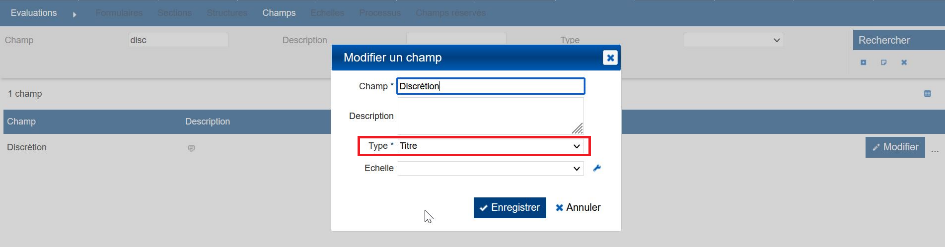 Evaluations Formulaires Sections Structures Champs Echelles Processus Champs réservés
Champ disc Description Type Rechercher
Modifier un champ
1 champ
Champ * Discrétion
Description
Champ Description
Type * Titre
Discrétion Modifier ...
Echelle
Enregistrer Annuler